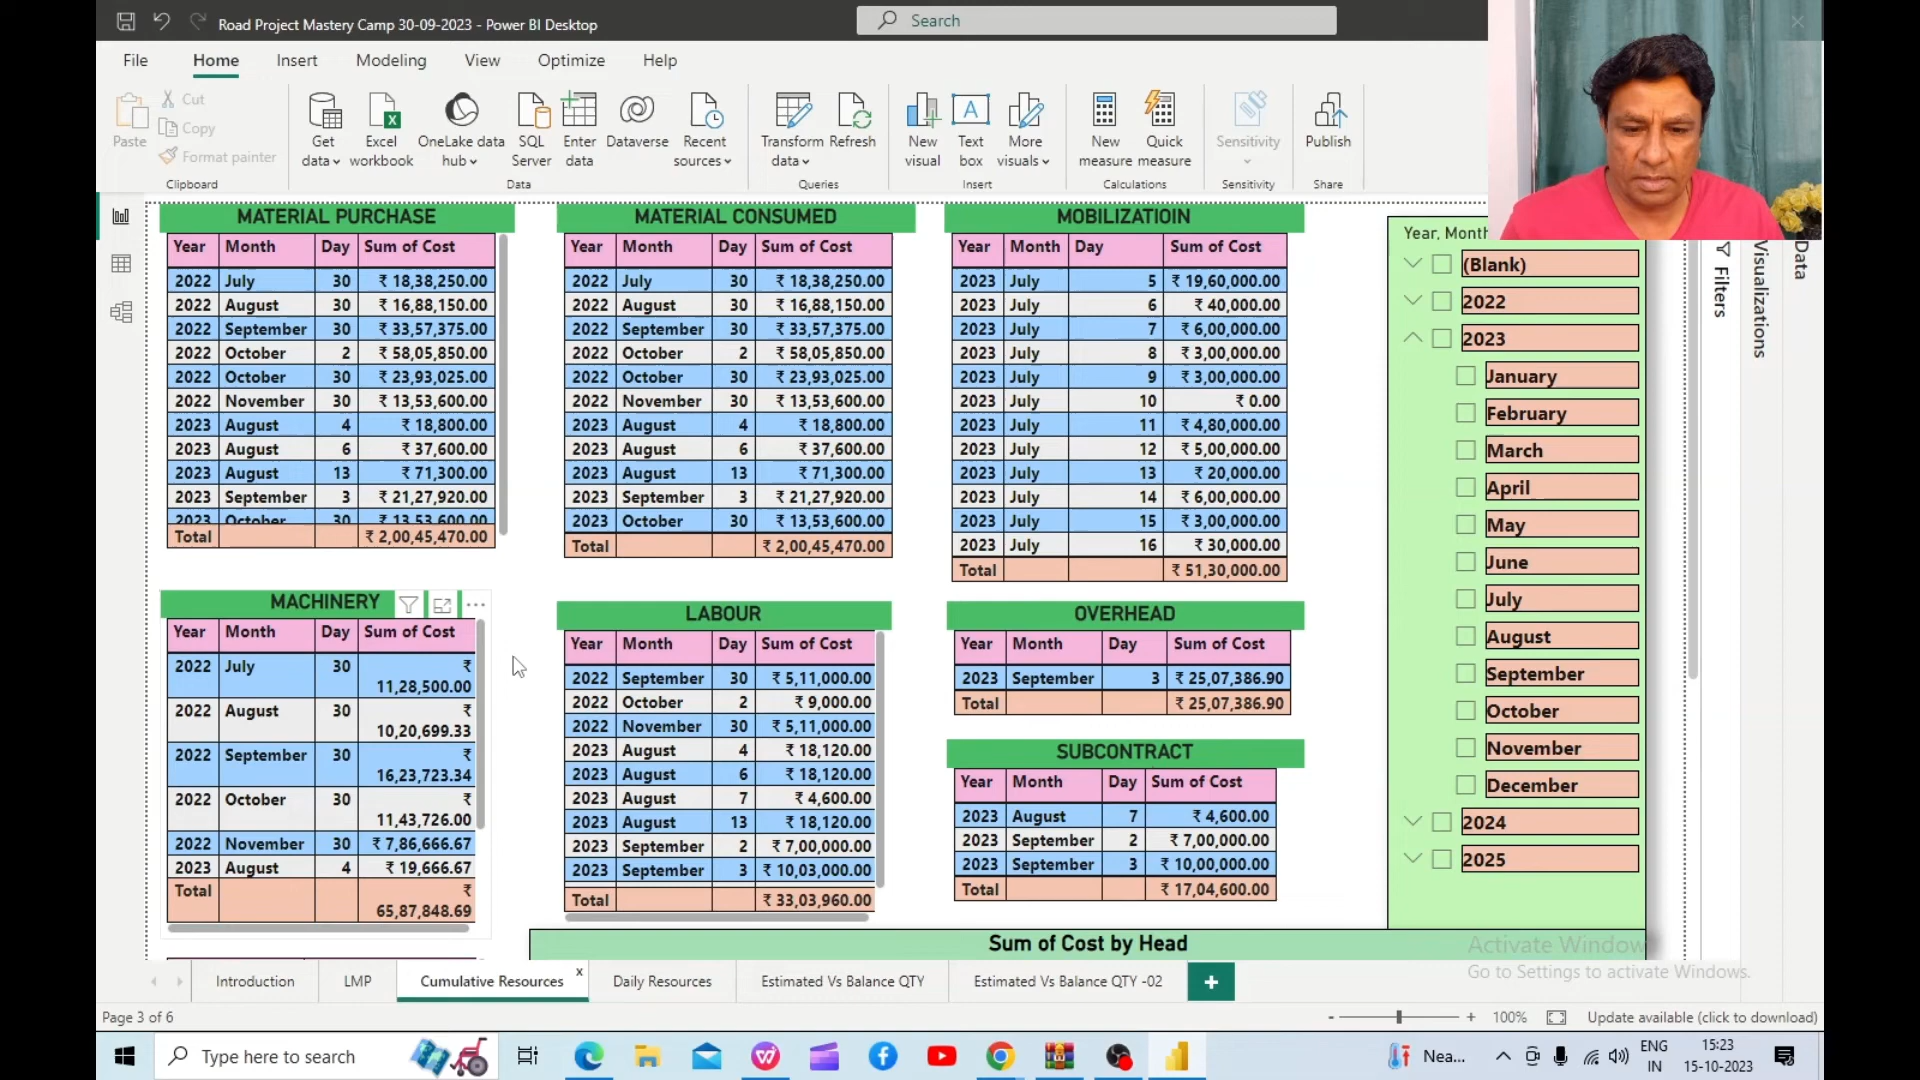 Road Project Mastery Camp 30-09-2023 - Power BI Desktop
Search
File Home Insert Modeling View Optimize Help
Paste
Cut
Copy
Format painter
Get data
Excel workbook
OneLake data hub
SQL Server
Enter data
Dataverse
Recent sources
Transform data
Refresh
New visual
Text box
More visuals
New measure
Quick measure
Sensitivity
Publish
Clipboard Data Queries Insert Calculations Sensitivity Share
MATERIAL PURCHASE
Year Month Day Sum of Cost
2022 July 30 ₹ 18,38,250.00
2022 August 30 ₹ 16,88,150.00
2022 September 30 ₹ 33,57,375.00
2022 October 2 ₹ 58,05,850.00
2022 October 30 ₹ 23,93,025.00
2022 November 30 ₹ 13,53,600.00
2023 August 4 ₹ 18,800.00
2023 August 6 ₹ 37,600.00
2023 August 13 ₹ 71,300.00
2023 September 3 ₹ 21,27,920.00
2023 October 30 ₹ 13,53,600.00
Total ₹ 2,00,45,470.00
MATERIAL CONSUMED
Year Month Day Sum of Cost
2022 July 30 ₹ 18,38,250.00
2022 August 30 ₹ 16,88,150.00
2022 September 30 ₹ 33,57,375.00
2022 October 2 ₹ 58,05,850.00
2022 October 30 ₹ 23,93,025.00
2022 November 30 ₹ 13,53,600.00
2023 August 4 ₹ 18,800.00
2023 August 6 ₹ 37,600.00
2023 August 13 ₹ 71,300.00
2023 September 3 ₹ 21,27,920.00
2023 October 30 ₹ 13,53,600.00
Total ₹ 2,00,45,470.00
MOBILIZATIOIN
Year Month Day Sum of Cost
2023 July 5 ₹ 19,60,000.00
2023 July 6 ₹ 40,000.00
2023 July 7 ₹ 6,00,000.00
2023 July 8 ₹ 3,00,000.00
2023 July 9 ₹ 3,00,000.00
2023 July 10 ₹ 0.00
2023 July 11 ₹ 4,80,000.00
2023 July 12 ₹ 5,00,000.00
2023 July 13 ₹ 20,000.00
2023 July 14 ₹ 6,00,000.00
2023 July 15 ₹ 3,00,000.00
2023 July 16 ₹ 30,000.00
Total ₹ 51,30,000.00
MACHINERY
Year Month Day Sum of Cost
2022 July 30 ₹
11,28,500.00
2022 August 30 ₹
10,20,699.33
2022 September 30 ₹
16,23,723.34
2022 October 30 ₹
11,43,726.00
2022 November 30 ₹ 7,86,666.67
2023 August 4 ₹ 19,666.67
Total ₹
65,87,848.69
LABOUR
Year Month Day Sum of Cost
2022 September 30 ₹ 5,11,000.00
2022 October 2 ₹ 9,000.00
2022 November 30 ₹ 5,11,000.00
2023 August 4 ₹ 18,120.00
2023 August 6 ₹ 18,120.00
2023 August 7 ₹ 4,600.00
2023 August 13 ₹ 18,120.00
2023 September 2 ₹ 7,00,000.00
2023 September 3 ₹ 10,03,000.00
Total ₹ 33,03,960.00
OVERHEAD
Year Month Day Sum of Cost
2023 September 3 ₹ 25,07,386.90
Total ₹ 25,07,386.90
SUBCONTRACT
Year Month Day Sum of Cost
2023 August 7 ₹ 4,600.00
2023 September 2 ₹ 7,00,000.00
2023 September 3 ₹ 10,00,000.00
Total ₹ 17,04,600.00
Year, Month
(Blank)
2022
2023
January
February
March
April
May
June
July
August
September
October
November
December
2024
2025
Filters
Visualizations
Data
Sum of Cost by Head
Activate Window
Go to Settings to activate Windows.
Introduction LMP Cumulative Resources x Daily Resources Estimated Vs Balance QTY Estimated Vs Balance QTY -02 +
Page 3 of 6
- + 100% Update available (click to download)
Type here to search
Nea...
ENG
IN
15:23
15-10-2023